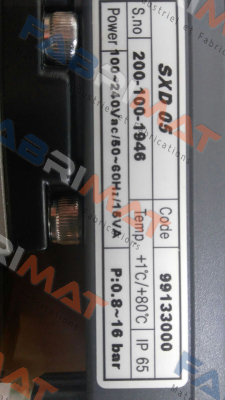 SXD 05 Code 99133000
S.no 200-100-1946 Temp. +1°C/+80°C IP 65
Power 100~240Vac/50~60Hz/15VA P:0.8~16 bar
FABRIMAT